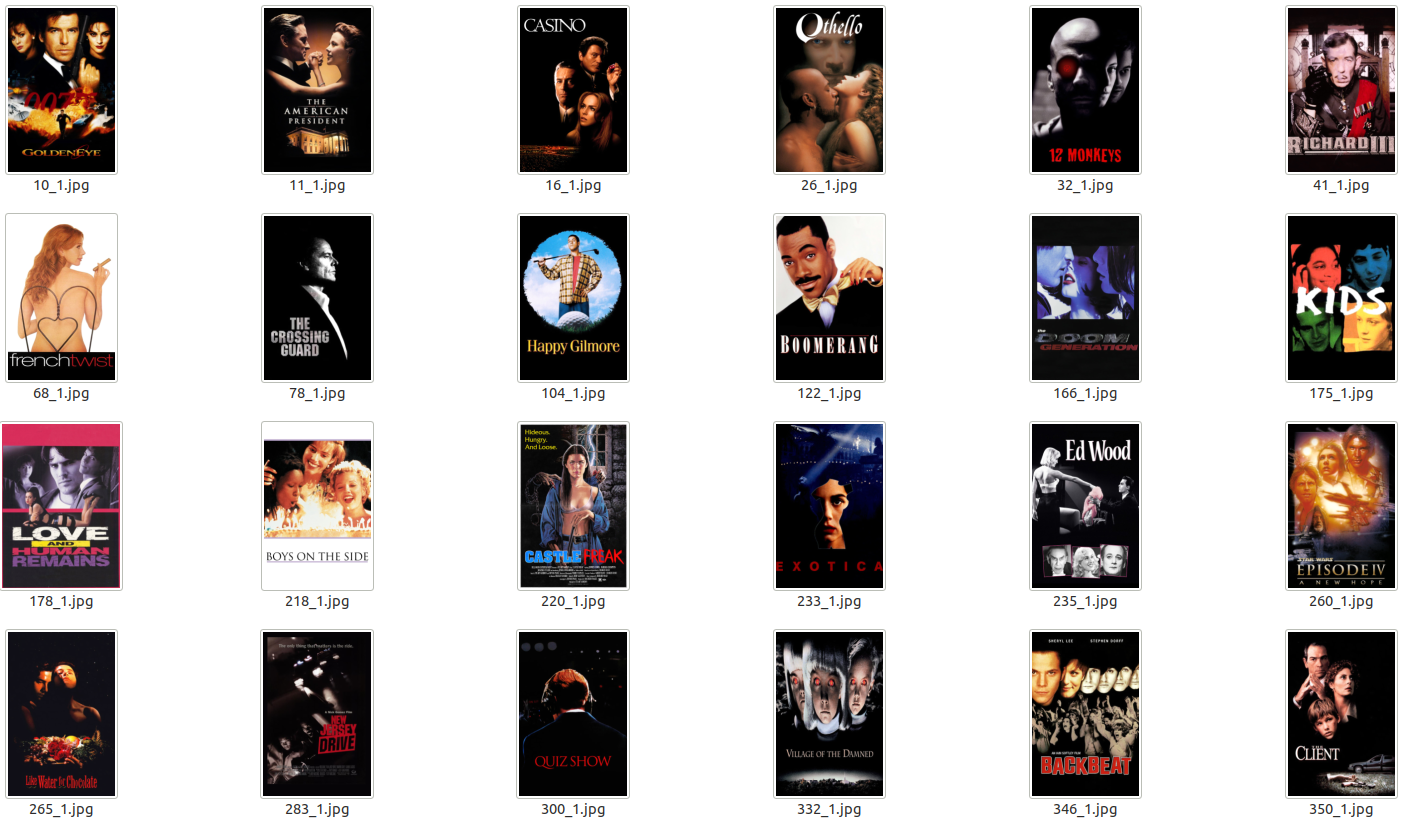 007
GOLDENEYE
10_1.jpg
THE
AMERICAN
PRESIDENT
11_1.jpg
CASINO
16_1.jpg
Othello
26_1.jpg
12 MONKEYS
32_1.jpg
RICHARD III
41_1.jpg
frenchtwist
68_1.jpg
THE
CROSSING
GUARD
78_1.jpg
Happy Gilmore
104_1.jpg
BOOMERANG
122_1.jpg
the
DOOM
GENERATION
166_1.jpg
KIDS
175_1.jpg
LOVE
AND
HUMAN
REMAINS
178_1.jpg
BOYS ON THE SIDE
218_1.jpg
Hideous.
Hungry.
And Loose.
CASTLE FREAK
220_1.jpg
EXOTICA
233_1.jpg
Ed Wood
235_1.jpg
STAR WARS
EPISODE IV
A NEW HOPE
260_1.jpg
Like Water for Chocolate
265_1.jpg
NEW
JERSEY
DRIVE
283_1.jpg
QUIZ SHOW
300_1.jpg
VILLAGE OF THE DAMNED
332_1.jpg
SHERYL LEE STEPHEN DORFF
BACKBEAT
346_1.jpg
THE
CLIENT
350_1.jpg